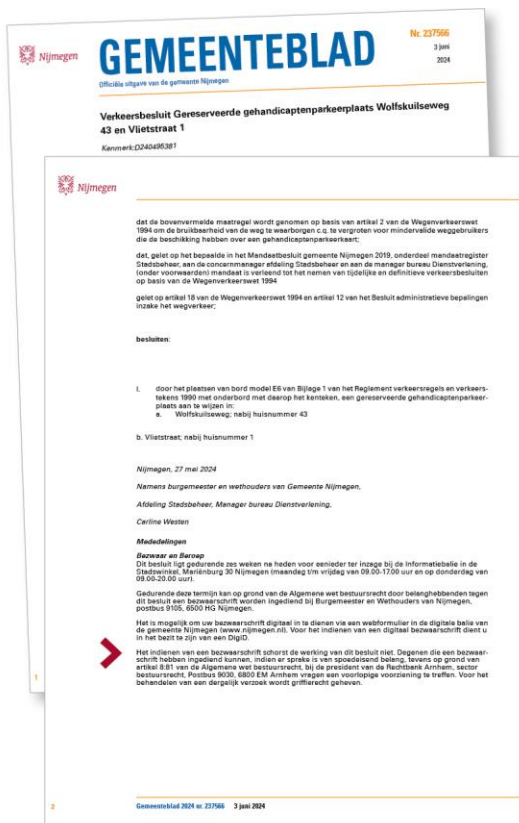 Nijmegen
GEMEENTEBLAD
Officiële uitgave van de gemeente Nijmegen
Nr. 237566
3 juni
2024
Verkeersbesluit Gereserveerde gehandicaptenparkeerplaats Wolfskuilseweg
43 en Vlietstraat 1
Kenmerk:D240496381
1
Nijmegen
dat de bovenvermelde maatregel wordt genomen op basis van artikel 2 van de Wegenverkeerswet
1994 om de bruikbaarheid van de weg te waarborgen c.q. te vergroten voor mindervalide weggebruikers
die de beschikking hebben over een gehandicaptenparkeerkaart;
dat, gelet op het bepaalde in het Mandaatbesluit gemeente Nijmegen 2019, onderdeel mandaatregister
Stadsbeheer, aan de concernmanager afdeling Stadsbeheer en aan de manager bureau Dienstverlening,
(onder voorwaarden) mandaat is verleend tot het nemen van tijdelijke en definitieve verkeersbesluiten
op basis van de Wegenverkeerswet 1994
gelet op artikel 18 van de Wegenverkeerswet 1994 en artikel 12 van het Besluit administratieve bepalingen
inzake het wegverkeer;
besluiten:
I. door het plaatsen van bord model E6 van Bijlage 1 van het Reglement verkeersregels en verkeers-
tekens 1990 met onderbord met daarop het kenteken, een gereserveerde gehandicaptenparkeer-
plaats aan te wijzen in:
a. Wolfskuilseweg; nabij huisnummer 43
b. Vlietstraat; nabij huisnummer 1
Nijmegen, 27 mei 2024
Namens burgemeester en wethouders van Gemeente Nijmegen,
Afdeling Stadsbeheer, Manager bureau Dienstverlening,
Carline Westen
Mededelingen
Bezwaar en Beroep
Dit besluit ligt gedurende zes weken na heden voor eenieder ter inzage bij de Informatiebalie in de
Stadswinkel, Mariënburg 30 Nijmegen (maandag t/m vrijdag van 09.00-17.00 uur en op donderdag van
09.00-20.00 uur).
Gedurende deze termijn kan op grond van de Algemene wet bestuursrecht door belanghebbenden tegen
dit besluit een bezwaarschrift worden ingediend bij Burgemeester en Wethouders van Nijmegen,
postbus 9105, 6500 HG Nijmegen.
Het is mogelijk om uw bezwaarschrift digitaal in te dienen via een webformulier in de digitale balie van
de gemeente Nijmegen (www.nijmegen.nl). Voor het indienen van een digitaal bezwaarschrift dient u
in het bezit te zijn van een DigiD.
Het indienen van een bezwaarschrift schorst de werking van dit besluit niet. Degenen die een bezwaar-
schrift hebben ingediend kunnen, indien er sprake is van spoedeisend belang, tevens op grond van
artikel 8:81 van de Algemene wet bestuursrecht, bij de president van de Rechtbank Arnhem, sector
bestuursrecht, Postbus 9030, 6800 EM Arnhem vragen een voorlopige voorziening te treffen. Voor het
behandelen van een dergelijk verzoek wordt griffierecht geheven.
2
Gemeenteblad 2024 nr. 237566 3 juni 2024